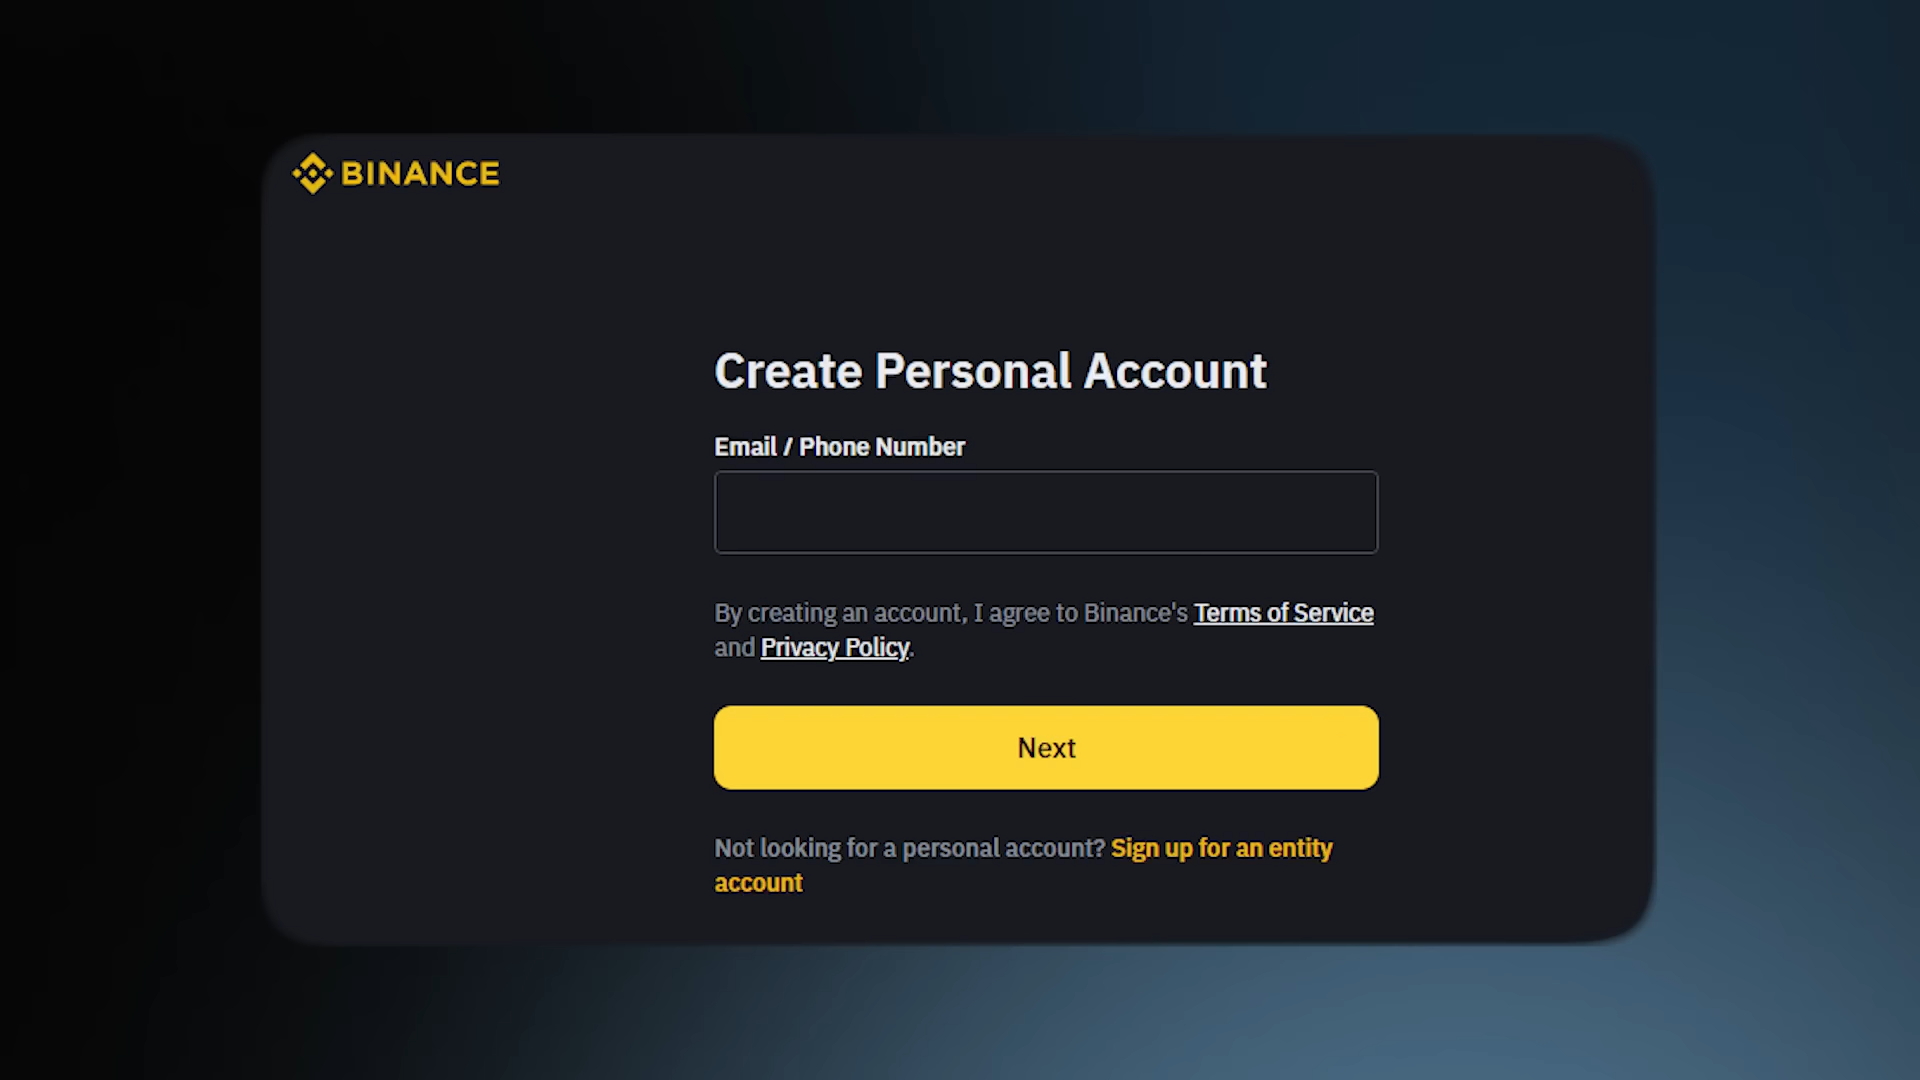 BINANCE
Create Personal Account
Email / Phone Number
By creating an account, I agree to Binance's Terms of Service
and Privacy Policy.
Next
Not looking for a personal account? Sign up for an entity
account